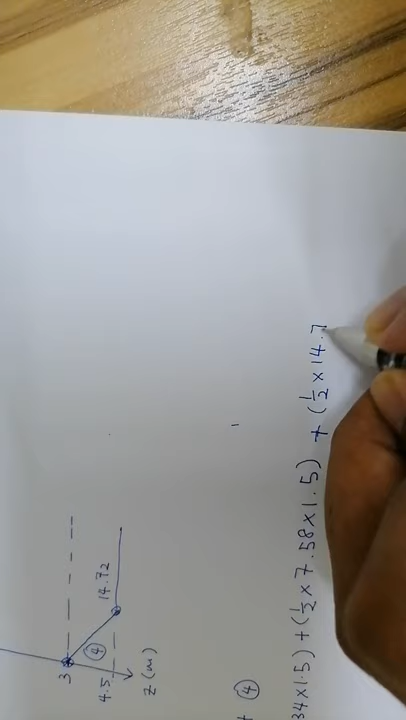 3
④
14.72
4.5
z (m)
+ ④
34 x 1.5) + (1/2 x 7.58 x 1.5) + (1/2 x 14.7